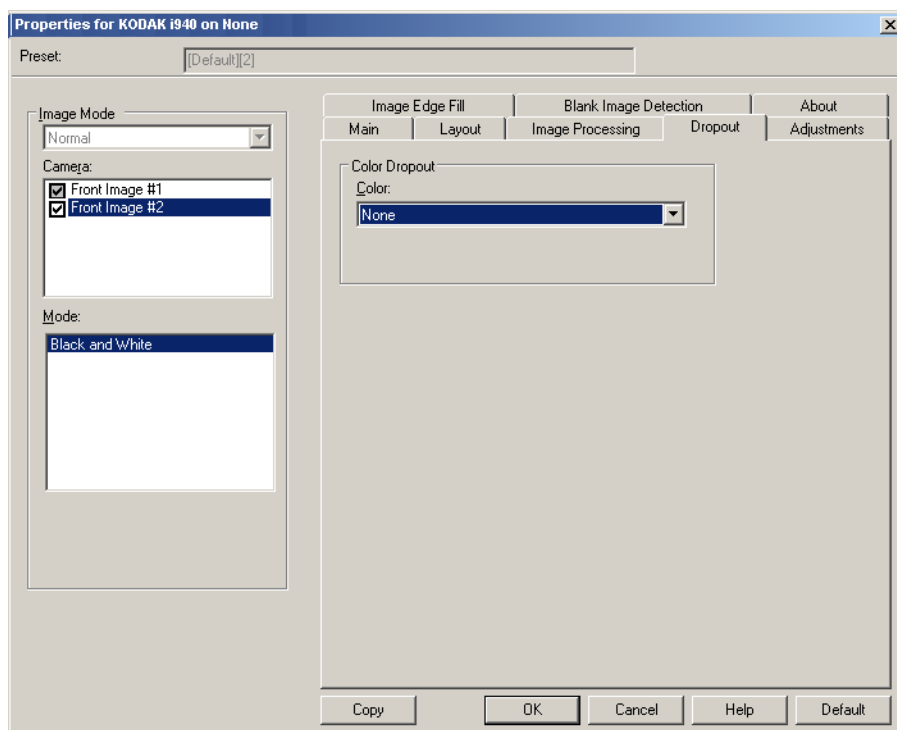 Properties for KODAK i940 on None
Preset: [Default][2]
Image Mode
Normal
Camera:
Front Image #1
Front Image #2
Mode:
Black and White
Image Edge Fill Blank Image Detection About
Main Layout Image Processing Dropout Adjustments
Color Dropout
Color:
None
Copy OK Cancel Help Default